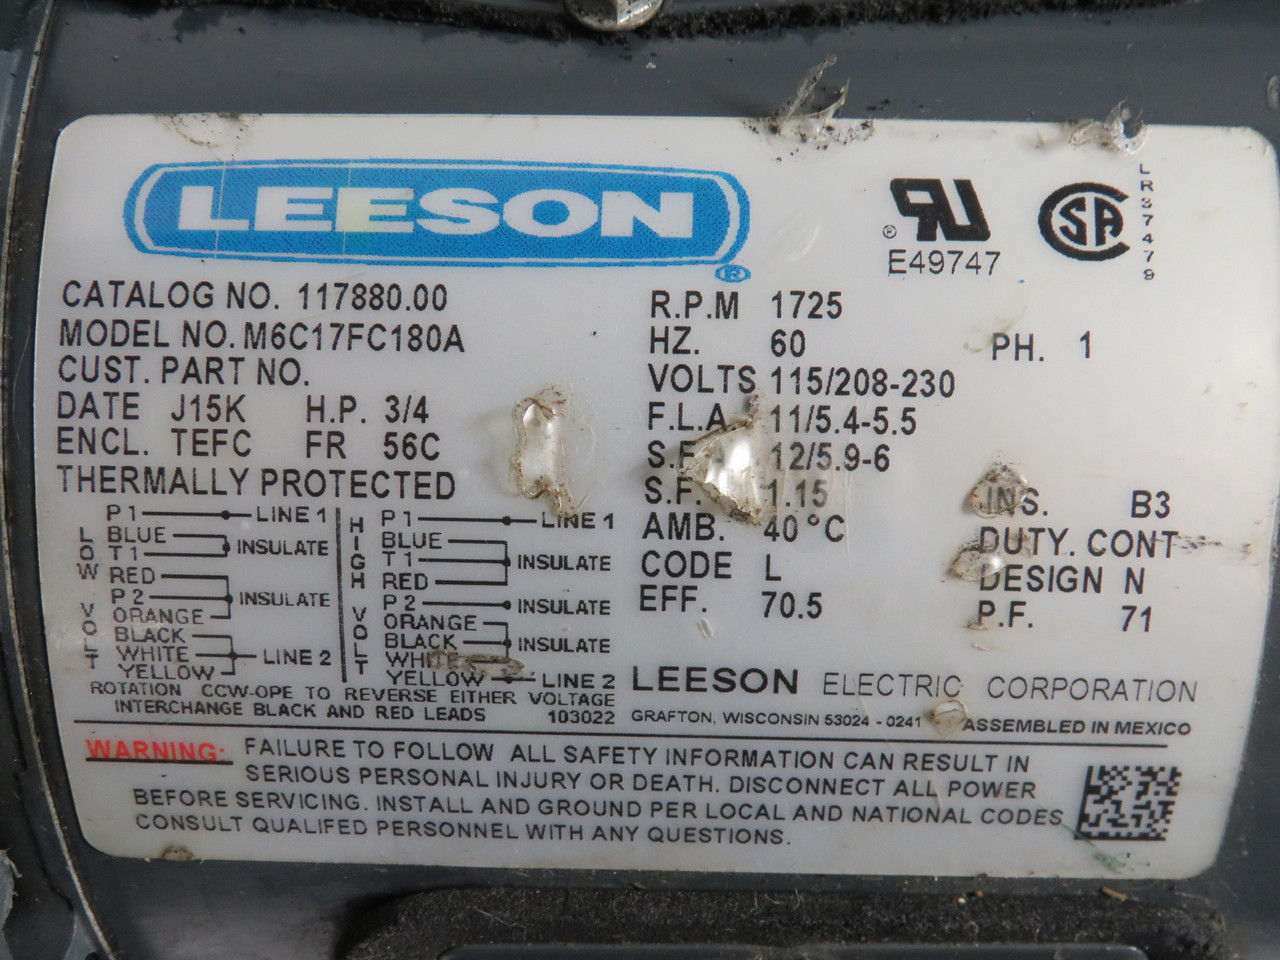 LEESON ®
® E49747
LR37479
CATALOG NO. 117880.00
MODEL NO. M6C17FC180A
CUST. PART NO.
DATE J15K H.P. 3/4
ENCL. TEFC FR 56C
THERMALLY PROTECTED
R.P.M 1725
HZ. 60 PH. 1
VOLTS 115/208-230
F.L.A 11/5.4-5.5
12/5.9-6
S.F. 1.15 INS. B3
AMB. 40°C DUTY. CONT
CODE L DESIGN N
EFF. 70.5 P.F. 71
LOW VOLT
P1 LINE 1
BLUE
T1 INSULATE
RED
P2 INSULATE
ORANGE
BLACK
WHITE LINE 2
YELLOW
HIGH VOLT
P1 LINE 1
BLUE
T1 INSULATE
RED
P2 INSULATE
ORANGE
BLACK INSULATE
WHITE
YELLOW LINE 2
ROTATION CCW-OPE TO REVERSE EITHER VOLTAGE
INTERCHANGE BLACK AND RED LEADS 103022
LEESON ELECTRIC CORPORATION
GRAFTON, WISCONSIN 53024-0241 ASSEMBLED IN MEXICO
WARNING: FAILURE TO FOLLOW ALL SAFETY INFORMATION CAN RESULT IN
SERIOUS PERSONAL INJURY OR DEATH. DISCONNECT ALL POWER
BEFORE SERVICING. INSTALL AND GROUND PER LOCAL AND NATIONAL CODES
CONSULT QUALIFED PERSONNEL WITH ANY QUESTIONS.